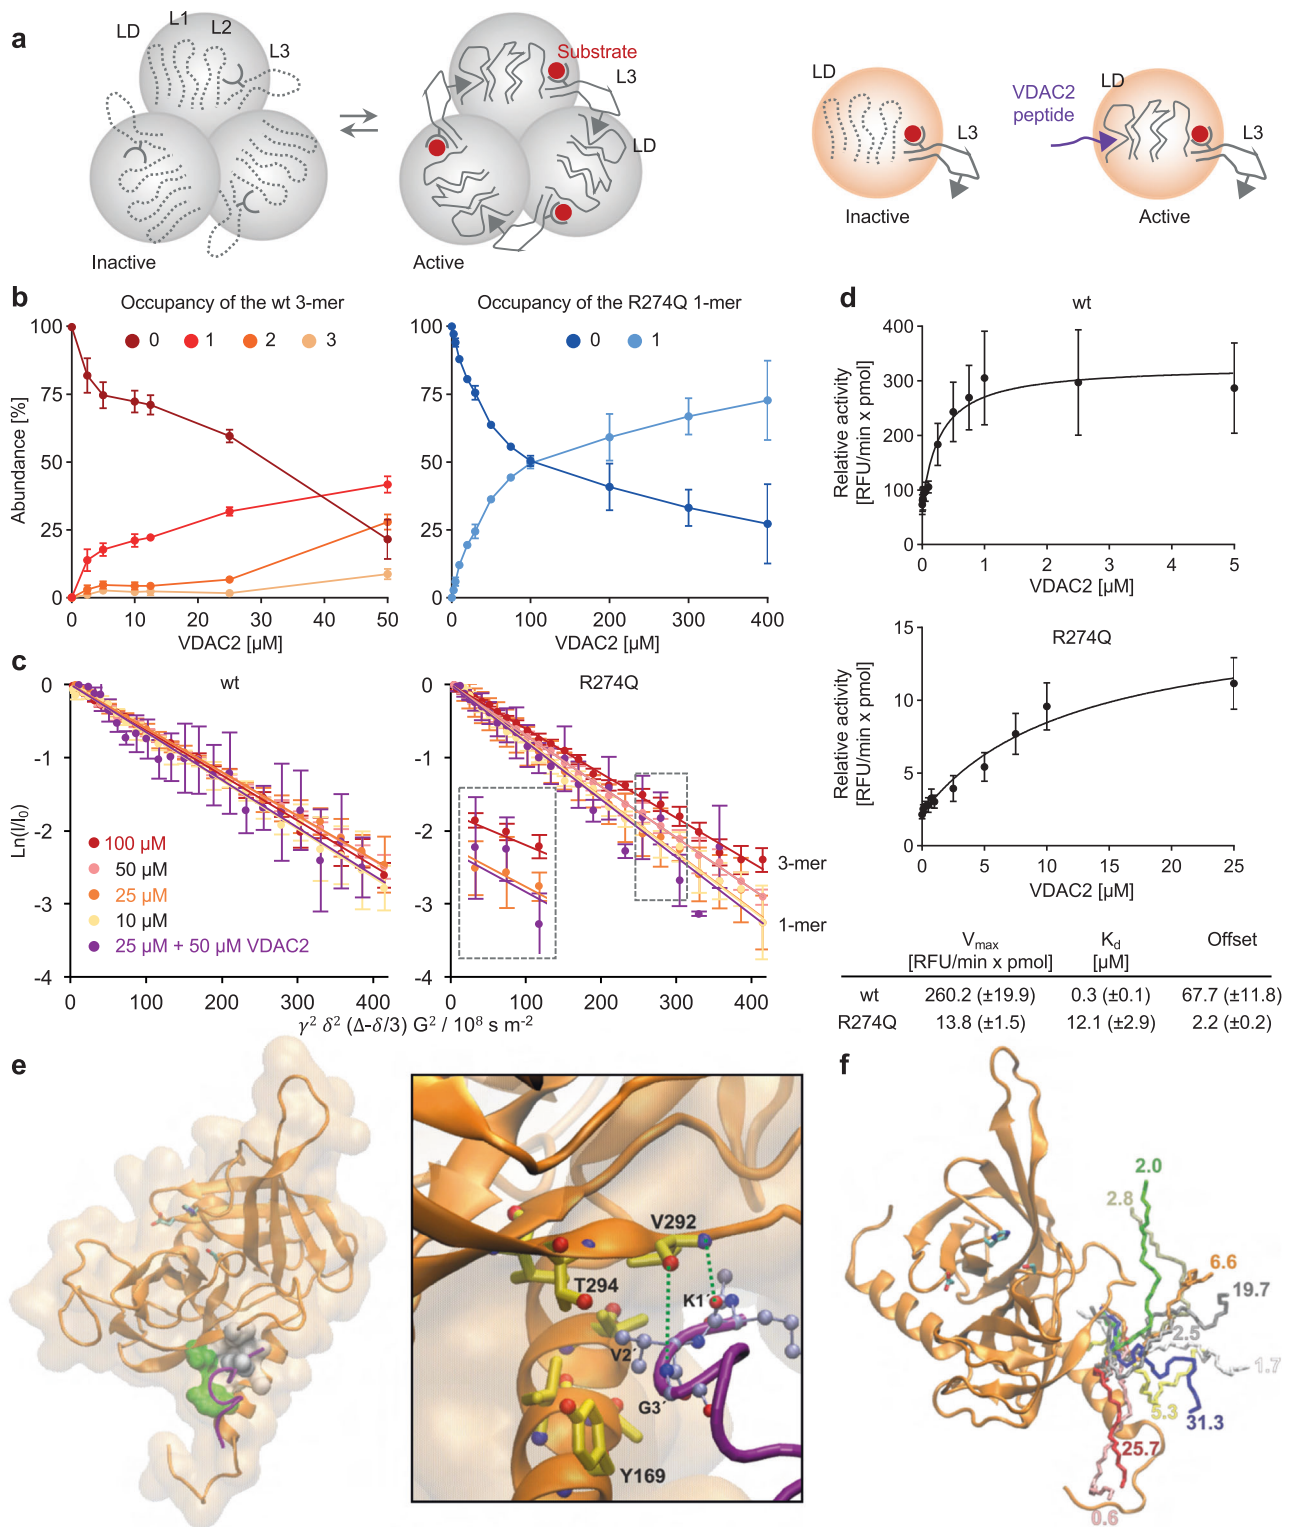 a
LD
L1
L2
L3
Inactive
Substrate
L3
LD
Active
LD
L3
Inactive
VDAC2
peptide
LD
L3
Active
b
Occupancy of the wt 3-mer
0 1 2 3
Abundance [%]
100
75
50
25
0
0 10 20 30 40 50
VDAC2 [µM]
Occupancy of the R274Q 1-mer
0 1
100
75
50
25
0
0 100 200 300 400
VDAC2 [µM]
c
wt
Ln(I/I₀)
0
-1
-2
-3
-4
100 µM
50 µM
25 µM
10 µM
25 µM + 50 µM VDAC2
0 100 200 300 400
R274Q
0
-1
-2
-3
-4
3-mer
1-mer
0 100 200 300 400
γ² δ² (Δ-δ/3) G² / 10⁸ s m⁻²
d
wt
Relative activity
[RFU/min x pmol]
400
300
200
100
0
0 1 2 3 4 5
VDAC2 [µM]
R274Q
Relative activity
[RFU/min x pmol]
15
10
5
0
0 5 10 15 20 25
VDAC2 [µM]
Vmax Kd Offset
[RFU/min x pmol] [µM]
wt 260.2 (±19.9) 0.3 (±0.1) 67.7 (±11.8)
R274Q 13.8 (±1.5) 12.1 (±2.9) 2.2 (±0.2)
e
V292
T294
K1´
V2´
G3´
Y169
f
2.0
2.8
6.6
19.7
2.5
1.7
5.3
31.3
25.7
0.6